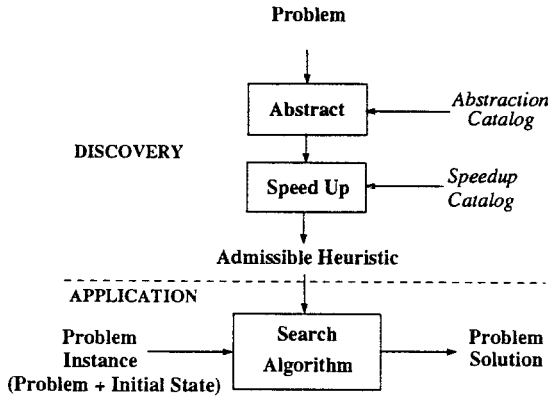 Problem
Abstract
Abstraction
Catalog
DISCOVERY
Speed Up
Speedup
Catalog
Admissible Heuristic
APPLICATION
Problem
Instance
(Problem + Initial State)
Search
Algorithm
Problem
Solution